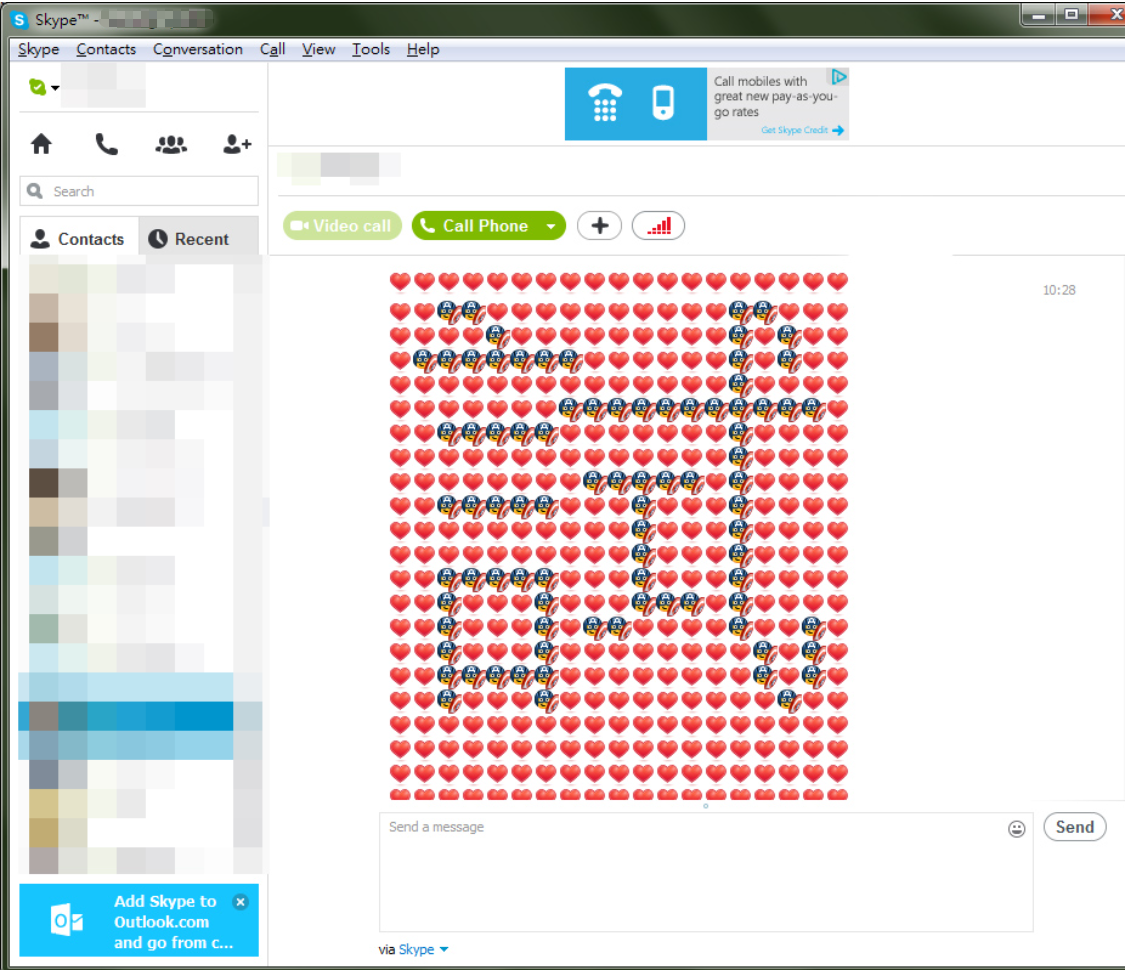 Skype™ -
Skype Contacts Conversation Call View Tools Help
Call mobiles with
great new pay-as-you-
go rates
Get Skype Credit
Search
Contacts
Recent
Video call
Call Phone
10:28
試
Send a message
Send
via Skype
Add Skype to
Outlook.com
and go from c...